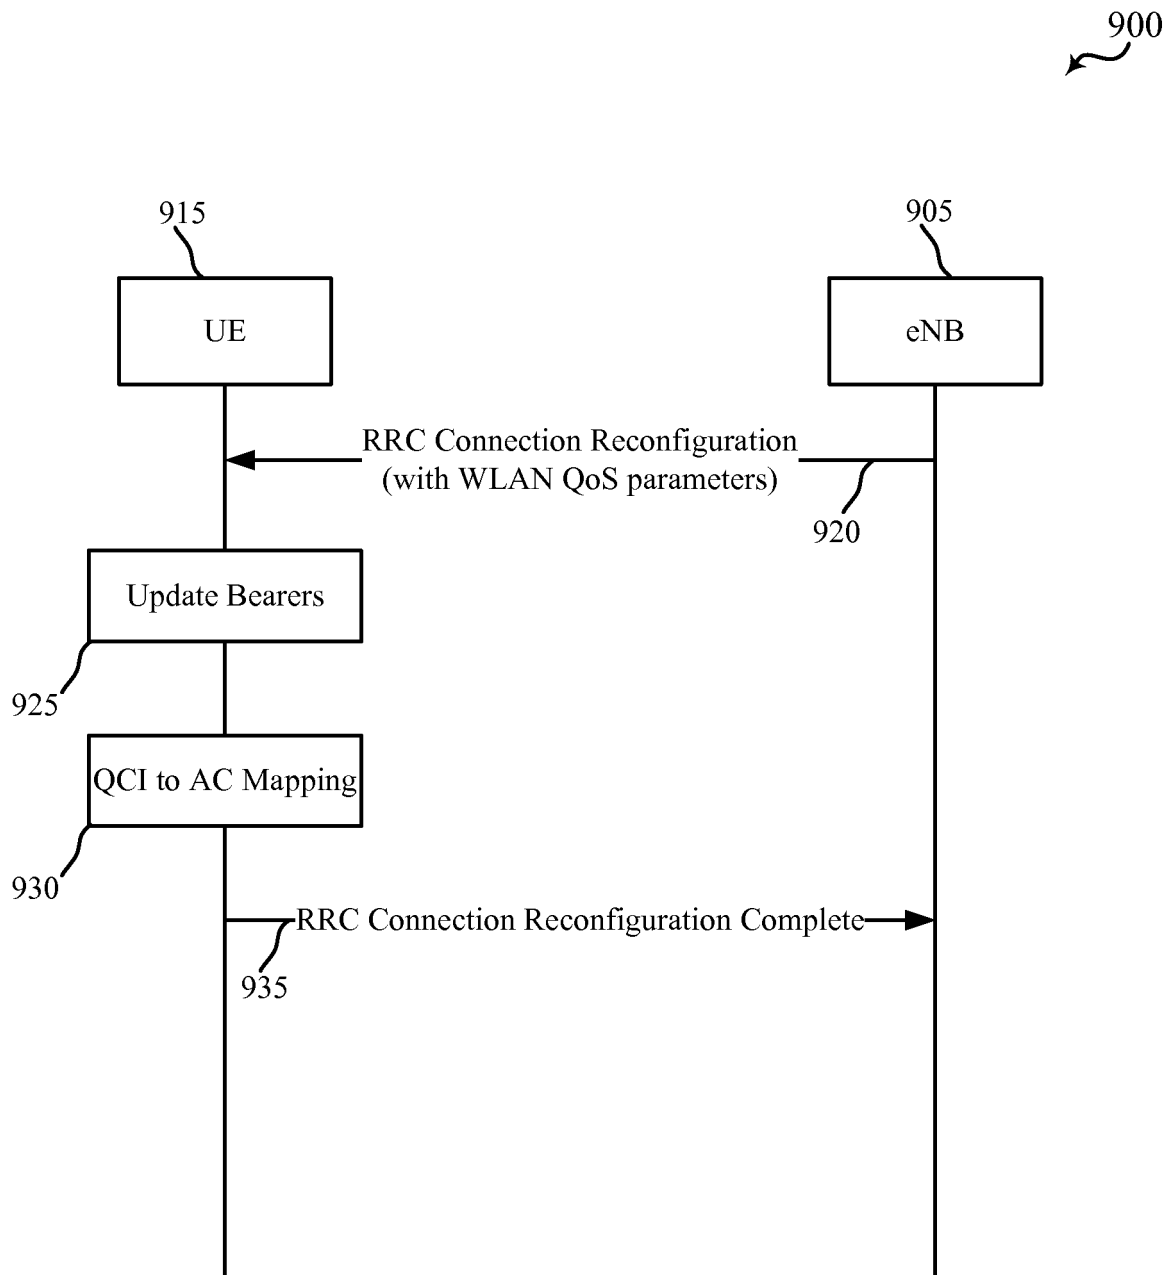 900
915
905
UE
eNB
RRC Connection Reconfiguration
(with WLAN QoS parameters)
920
Update Bearers
925
QCI to AC Mapping
930
RRC Connection Reconfiguration Complete
935